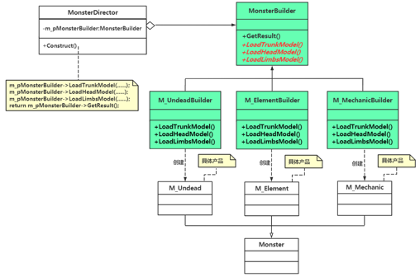 MonsterDirector
-m_pMonsterBuilder:MonsterBuilder
+Construct()
MonsterBuilder
+GetResult()
+LoadTrunkModel()
+LoadHeadModel()
+LoadLimbsModel()
m_pMonsterBuilder->LoadTrunkModel(.....);
m_pMonsterBuilder->LoadHeadModel(.....);
m_pMonsterBuilder->LoadLimbsModel(.....);
return m_pMonsterBuilder->GetResult();
M_UndeadBuilder
+LoadTrunkModel()
+LoadHeadModel()
+LoadLimbsModel()
M_ElementBuilder
+LoadTrunkModel()
+LoadHeadModel()
+LoadLimbsModel()
M_MechanicBuilder
+LoadTrunkModel()
+LoadHeadModel()
+LoadLimbsModel()
创建
具体产品
创建
具体产品
创建
具体产品
M_Undead
M_Element
M_Mechanic
Monster